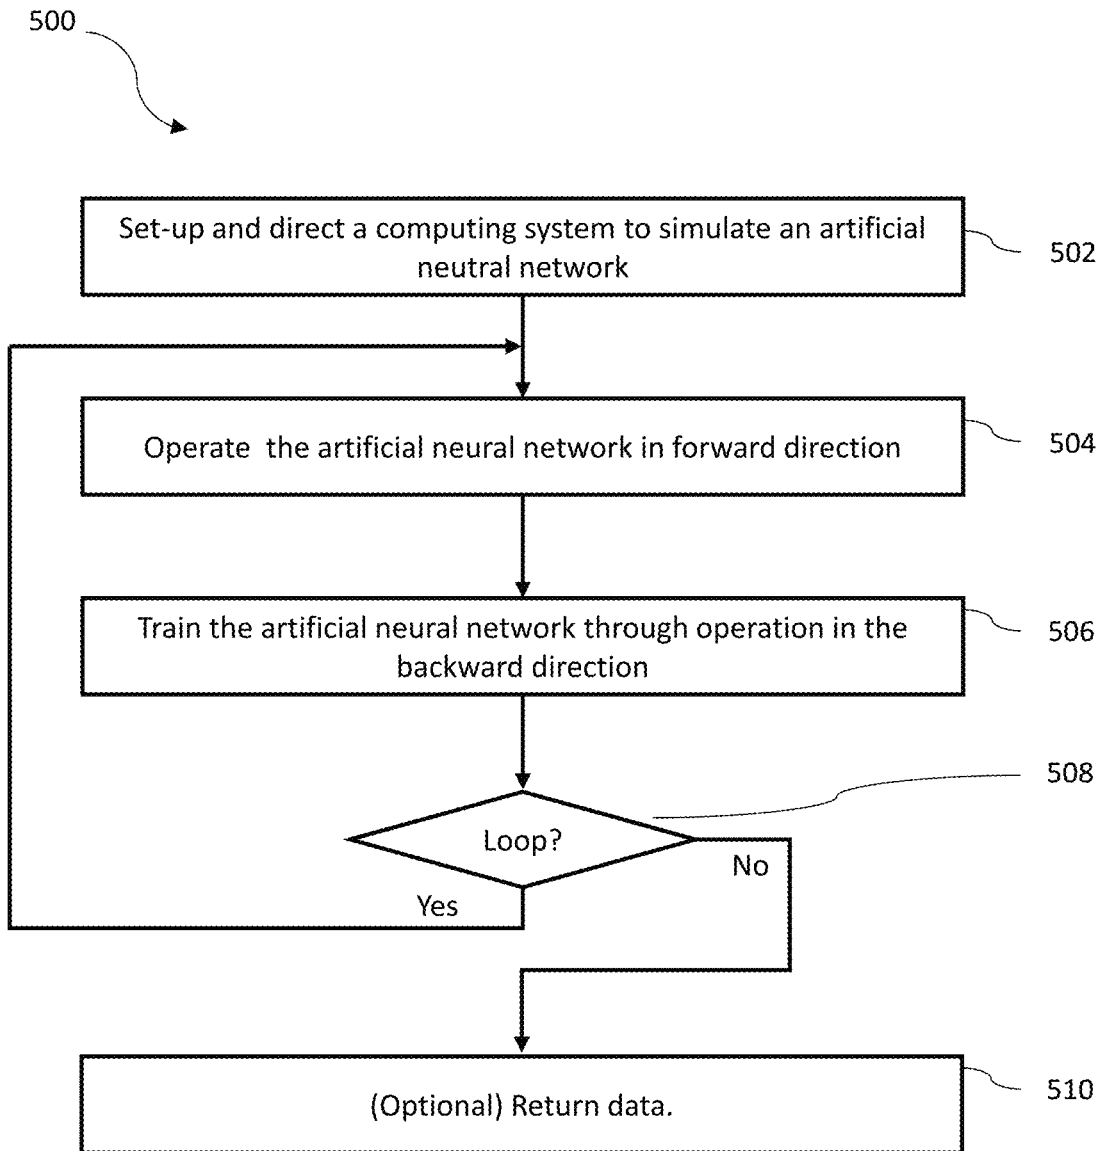 500
Set-up and direct a computing system to simulate an artificial
neutral network
502
Operate the artificial neural network in forward direction
504
Train the artificial neural network through operation in the
backward direction
506
508
Loop?
No
Yes
(Optional) Return data.
510